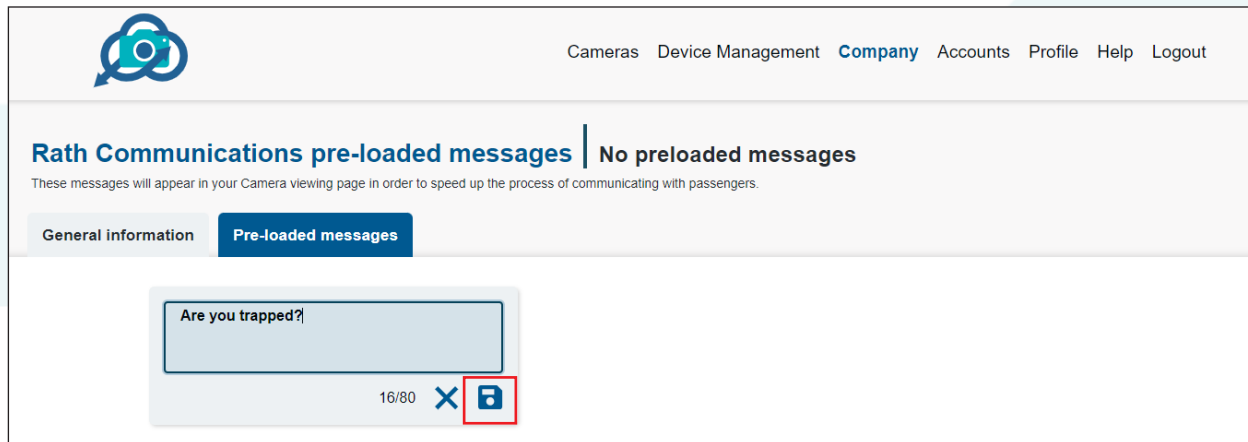 Cameras Device Management Company Accounts Profile Help Logout
Rath Communications pre-loaded messages No preloaded messages
These messages will appear in your Camera viewing page in order to speed up the process of communicating with passengers.
General information Pre-loaded messages
Are you trapped?
16/80